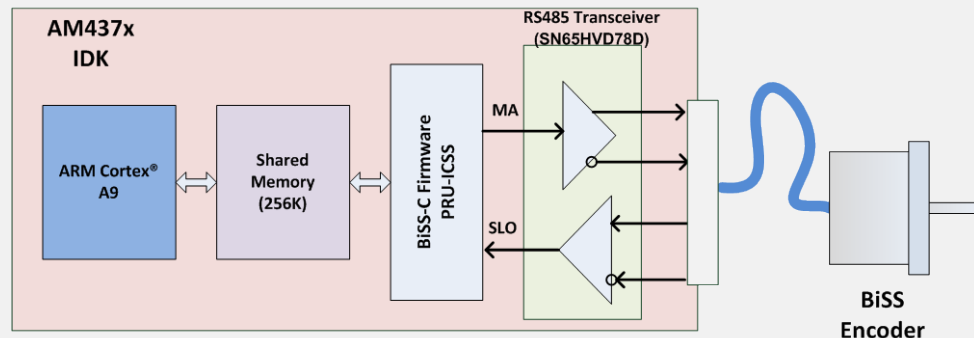 AM437x
IDK
RS485 Transceiver
(SN65HVD78D)
ARM Cortex®
A9
Shared
Memory
(256K)
BiSS-C Firmware
PRU-ICSS
MA
SLO
BiSS
Encoder